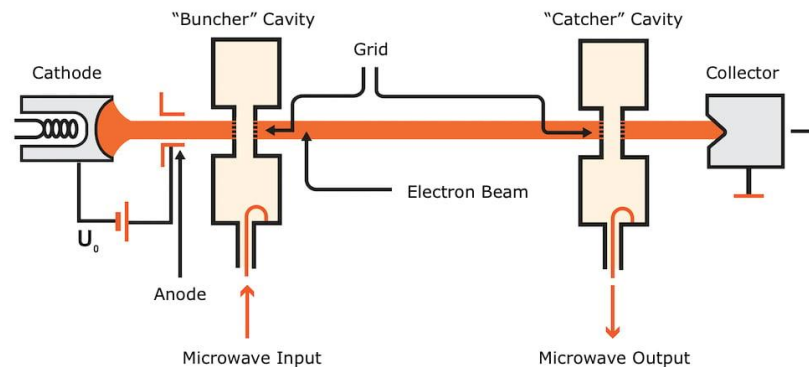 “Buncher” Cavity
“Catcher” Cavity
Grid
Cathode
Collector
Electron Beam
U₀
Anode
Microwave Input
Microwave Output